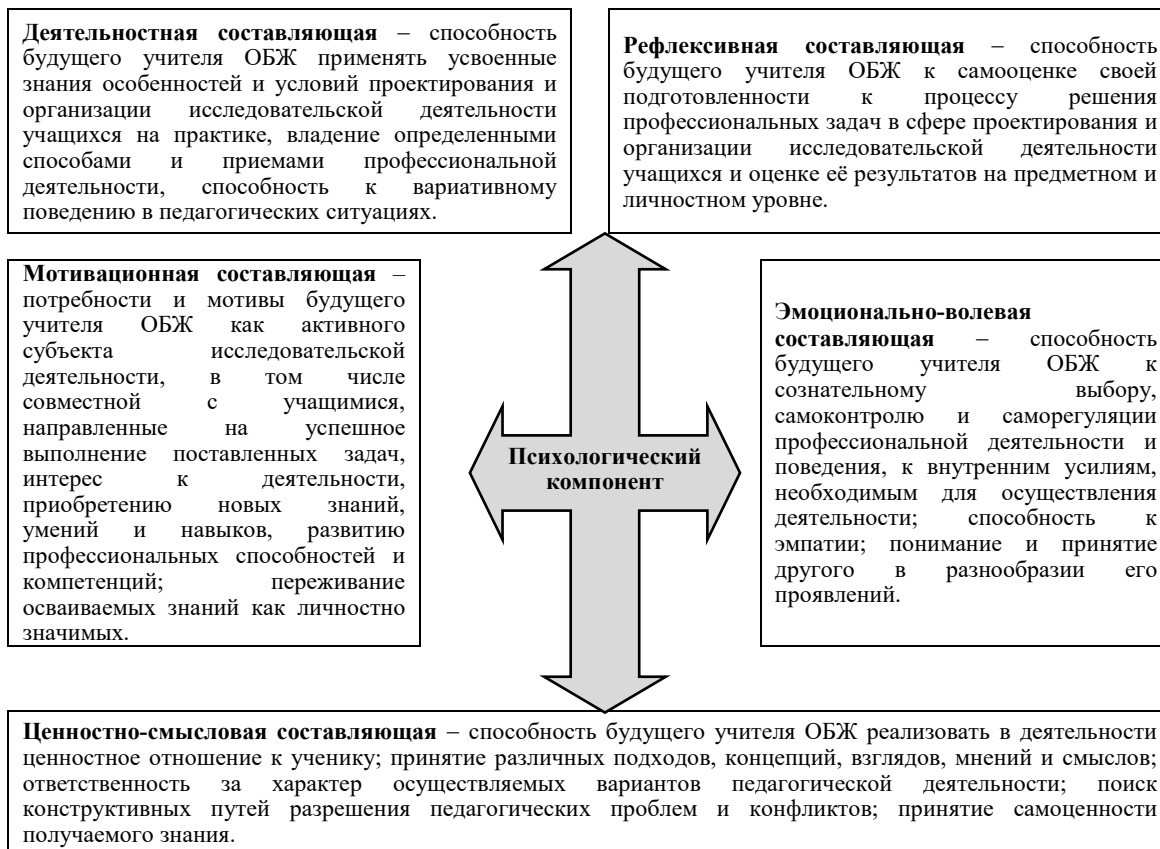 Деятельностная составляющая – способность
будущего учителя ОБЖ применять усвоенные
знания особенностей и условий проектирования и
организации исследовательской деятельности
учащихся на практике, владение определенными
способами и приемами профессиональной
деятельности, способность к вариативному
поведению в педагогических ситуациях.
Рефлексивная составляющая – способность
будущего учителя ОБЖ к самооценке своей
подготовленности к процессу решения
профессиональных задач в сфере проектирования и
организации исследовательской деятельности
учащихся и оценке её результатов на предметном и
личностном уровне.
Мотивационная составляющая –
потребности и мотивы будущего
учителя ОБЖ как активного
субъекта исследовательской
деятельности, в том числе
совместной с учащимися,
направленные на успешное
выполнение поставленных задач,
интерес к деятельности,
приобретению новых знаний,
умений и навыков, развитию
профессиональных способностей и
компетенций; переживание
осваиваемых знаний как личностно
значимых.
Психологический
компонент
Эмоционально-волевая
составляющая – способность
будущего учителя ОБЖ к
сознательному выбору,
самоконтролю и саморегуляции
профессиональной деятельности и
поведения, к внутренним усилиям,
необходимым для осуществления
деятельности; способность к
эмпатии; понимание и принятие
другого в разнообразии его
проявлений.
Ценностно-смысловая составляющая – способность будущего учителя ОБЖ реализовать в деятельности
ценностное отношение к ученику; принятие различных подходов, концепций, взглядов, мнений и смыслов;
ответственность за характер осуществляемых вариантов педагогической деятельности; поиск
конструктивных путей разрешения педагогических проблем и конфликтов; принятие самоценности
получаемого знания.